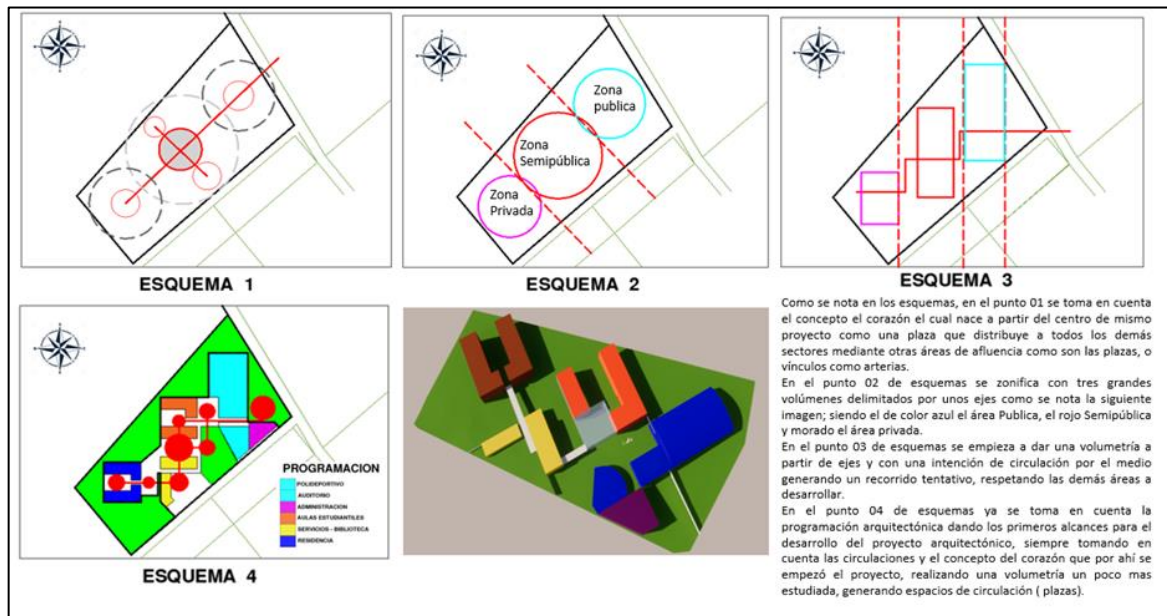 Zona
publica
Zona
Semipública
Zona
Privada
ESQUEMA 1
ESQUEMA 2
ESQUEMA 3
PROGRAMACION
POLIDEPORTIVO
AUDITORIO
ADMINISTRACION
AULAS ESTUDIANTILES
SERVICIOS - BIBLIOTECA
RESIDENCIA
ESQUEMA 4
Como se nota en los esquemas, en el punto 01 se toma en cuenta
el concepto el corazón el cual nace a partir del centro de mismo
proyecto como una plaza que distribuye a todos los demás
sectores mediante otras áreas de afluencia como son las plazas, o
vínculos como arterias.
En el punto 02 de esquemas se zonifica con tres grandes
volúmenes delimitados por unos ejes como se nota la siguiente
imagen; siendo el de color azul el área Publica, el rojo Semipública
y morado el área privada.
En el punto 03 de esquemas se empieza a dar una volumetría a
partir de ejes y con una intención de circulación por el medio
generando un recorrido tentativo, respetando las demás áreas a
desarrollar.
En el punto 04 de esquemas ya se toma en cuenta la
programación arquitectónica dando los primeros alcances para el
desarrollo del proyecto arquitectónico, siempre tomando en
cuenta las circulaciones y el concepto del corazón que por ahí se
empezó el proyecto, realizando una volumetría un poco mas
estudiada, generando espacios de circulación ( plazas).